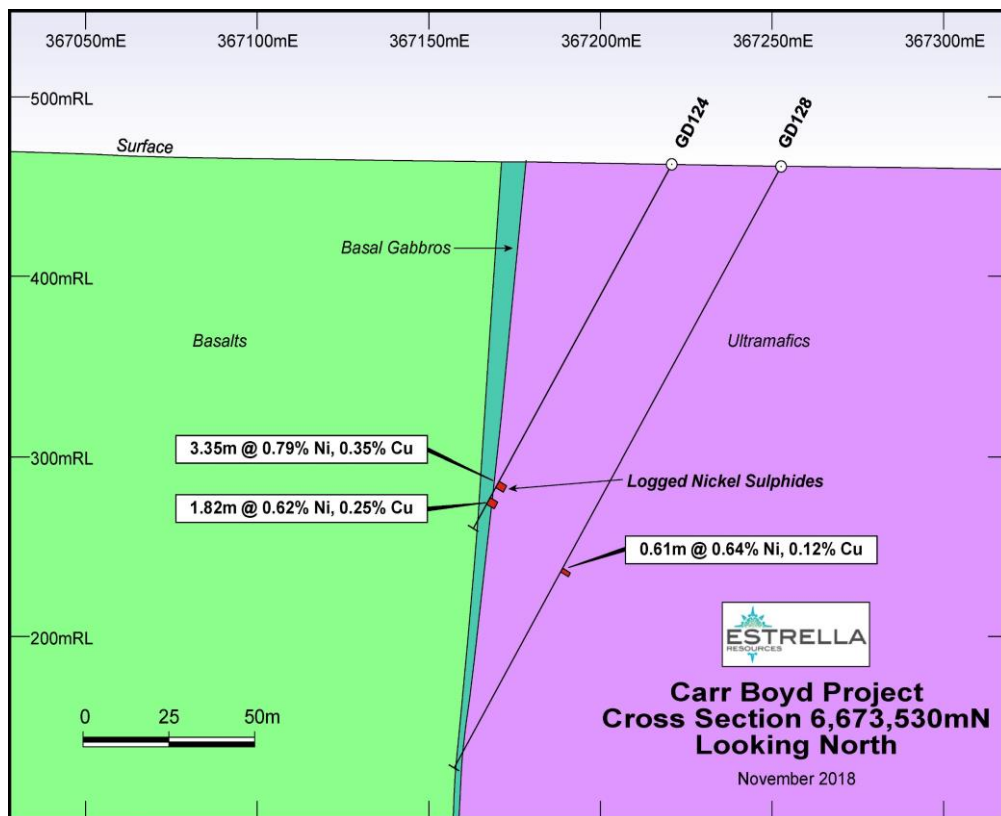 367050mE 367100mE 367150mE 367200mE 367250mE 367300mE
500mRL
GD124
GD128
Surface
Basal Gabbros
400mRL
Basalts
Ultramafics
3.35m @ 0.79% Ni, 0.35% Cu
300mRL
Logged Nickel Sulphides
1.82m @ 0.62% Ni, 0.25% Cu
0.61m @ 0.64% Ni, 0.12% Cu
200mRL
ESTRELLA
RESOURCES
Carr Boyd Project
Cross Section 6,673,530mN
Looking North
November 2018
0 25 50m